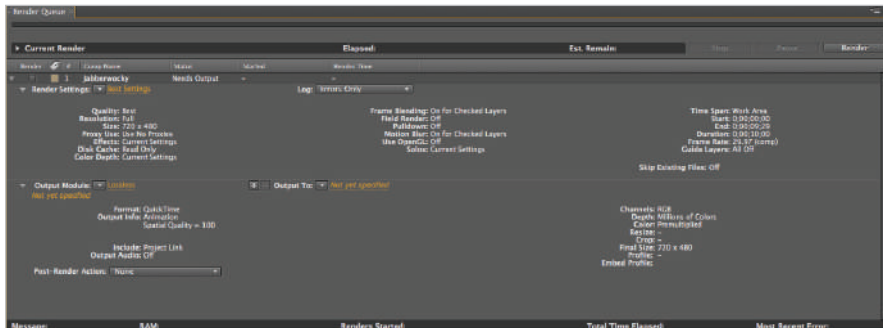 Render Queue
Current Render Elapsed: Est. Remain: Stop Pause Render
Render # Comp Name Status Started Render Time
1 Jabberwocky Needs Output - -
Render Settings: Best Settings Log: Errors Only
Quality: Best
Resolution: Full
Size: 720 x 480
Proxy Use: Use No Proxies
Effects: Current Settings
Disk Cache: Read Only
Color Depth: Current Settings
Frame Blending: On for Checked Layers
Field Render: Off
Pulldown: Off
Motion Blur: On for Checked Layers
Use OpenGL: Off
Solos: Current Settings
Time Span: Work Area
Start: 0;00;00;00
End: 0;00;09;29
Duration: 0;00;10;00
Frame Rate: 29.97 (comp)
Guide Layers: All Off
Skip Existing Files: Off
Output Module: Lossless Output To: Not yet specified
Not yet specified
Format: QuickTime
Output Info: Animation
Spatial Quality = 100
Include: Project Link
Output Audio: Off
Channels: RGB
Depth: Millions of Colors
Color: Premultiplied
Resize: -
Crop: -
Final Size: 720 x 480
Profile: -
Embed Profile:
Post-Render Action: None
Message: RAM: Renders Started: Total Time Elapsed: Most Recent Error: